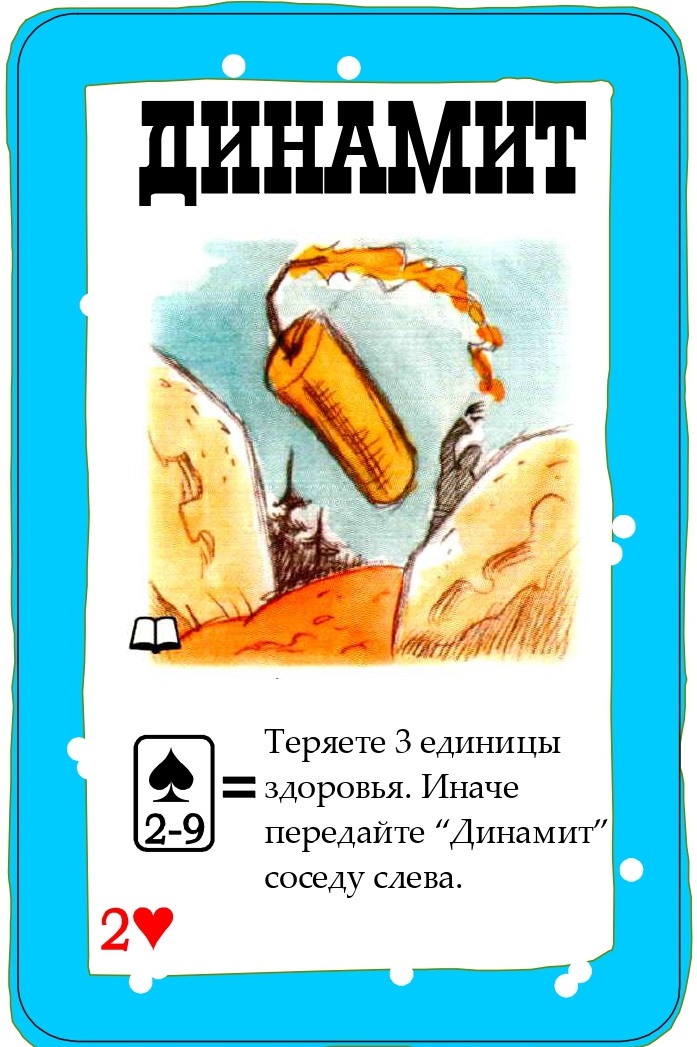 ДИНАМИТ
Теряете 3 единицы
здоровья. Иначе
передайте “Динамит”
соседу слева.
♠
2-9
=
2♥